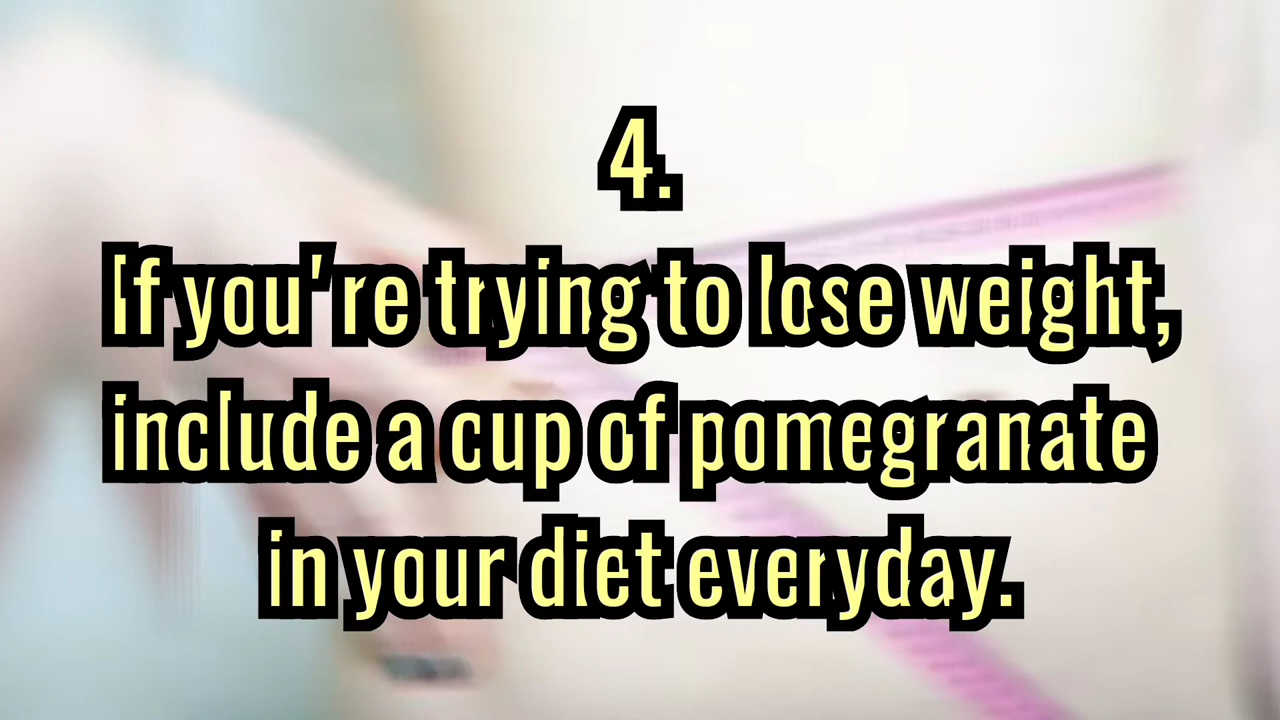 4.
If you're trying to lose weight,
include a cup of pomegranate
in your diet everyday.